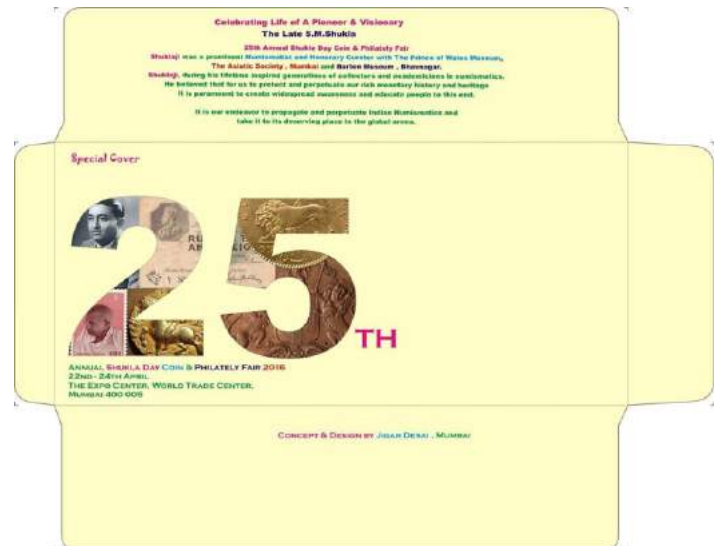 Celebrating Life of A Pioneer & Visionary
The Late S.M.Shukla
25th Annual Shukla Day Coin & Philately Fair
Shuklaji was a prominent Numismatist and Honorary Curator with The Prince of Wales Museum,
The Asiatic Society , Mumbai and Barton Museum , Bhavnagar.
Shuklaji, during his lifetime inspired generations of collectors and academicians in numismatics.
He believed that for us to protect and perpetuate our rich monetary history and heritage
it is paramount to create widespread awareness and educate people to this end.
It is our endeavor to propagate and perpetuate Indian Numismatics and
take it to its deserving place in the global arena.
Special Cover
25TH
ANNUAL SHUKLA DAY COIN & PHILATELY FAIR 2016
22ND - 24TH APRIL
THE EXPO CENTER, WORLD TRADE CENTER,
MUMBAI 400 005
CONCEPT & DESIGN BY JIGAR DESAI , MUMBAI